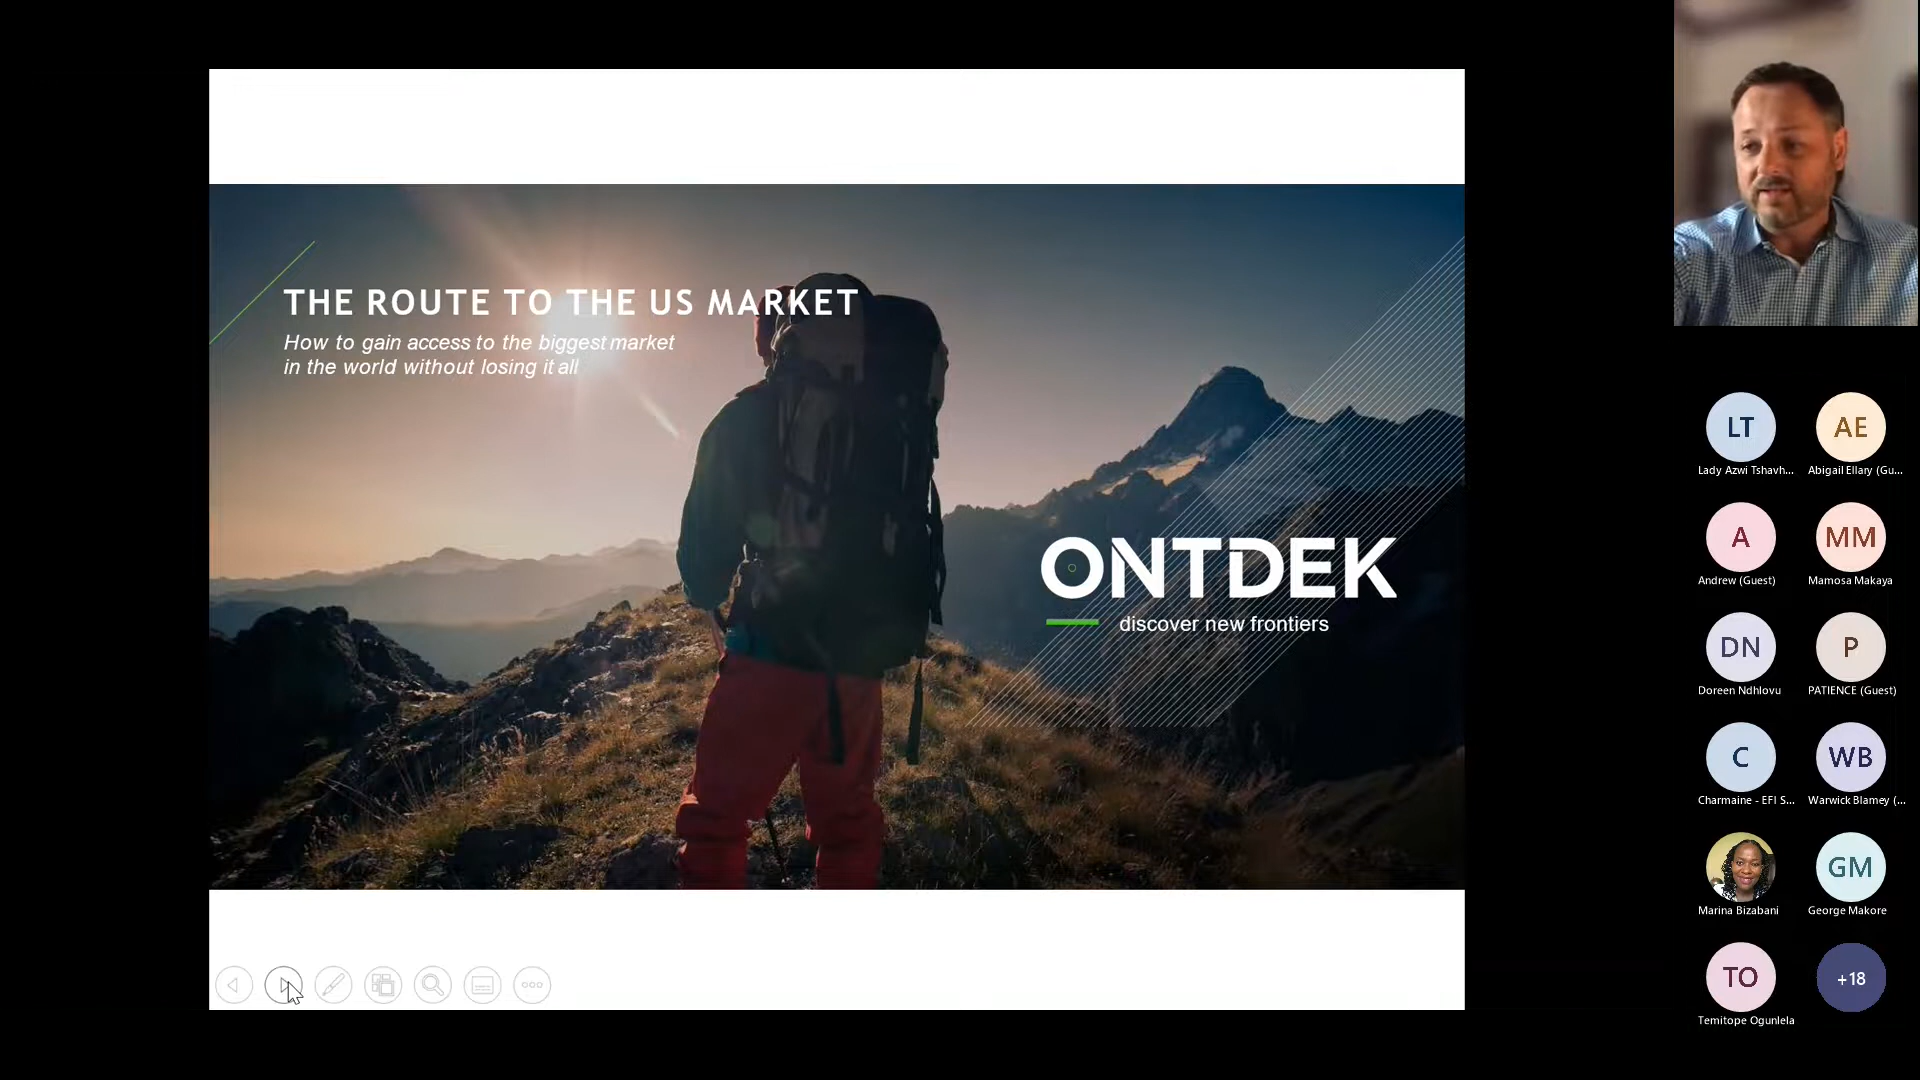 THE ROUTE TO THE US MARKET
How to gain access to the biggest market
in the world without losing it all
ONTDEK
discover new frontiers
LT
AE
Lady Azwi Tshavh...
Abigail Ellary (Gu...
A
MM
Andrew (Guest)
Mamosa Makaya
DN
P
Doreen Ndhlovu
PATIENCE (Guest)
C
WB
Charmaine - EFI S...
Warwick Blamey (...
GM
Marina Bizabani
George Makore
TO
+18
Temitope Ogunlela